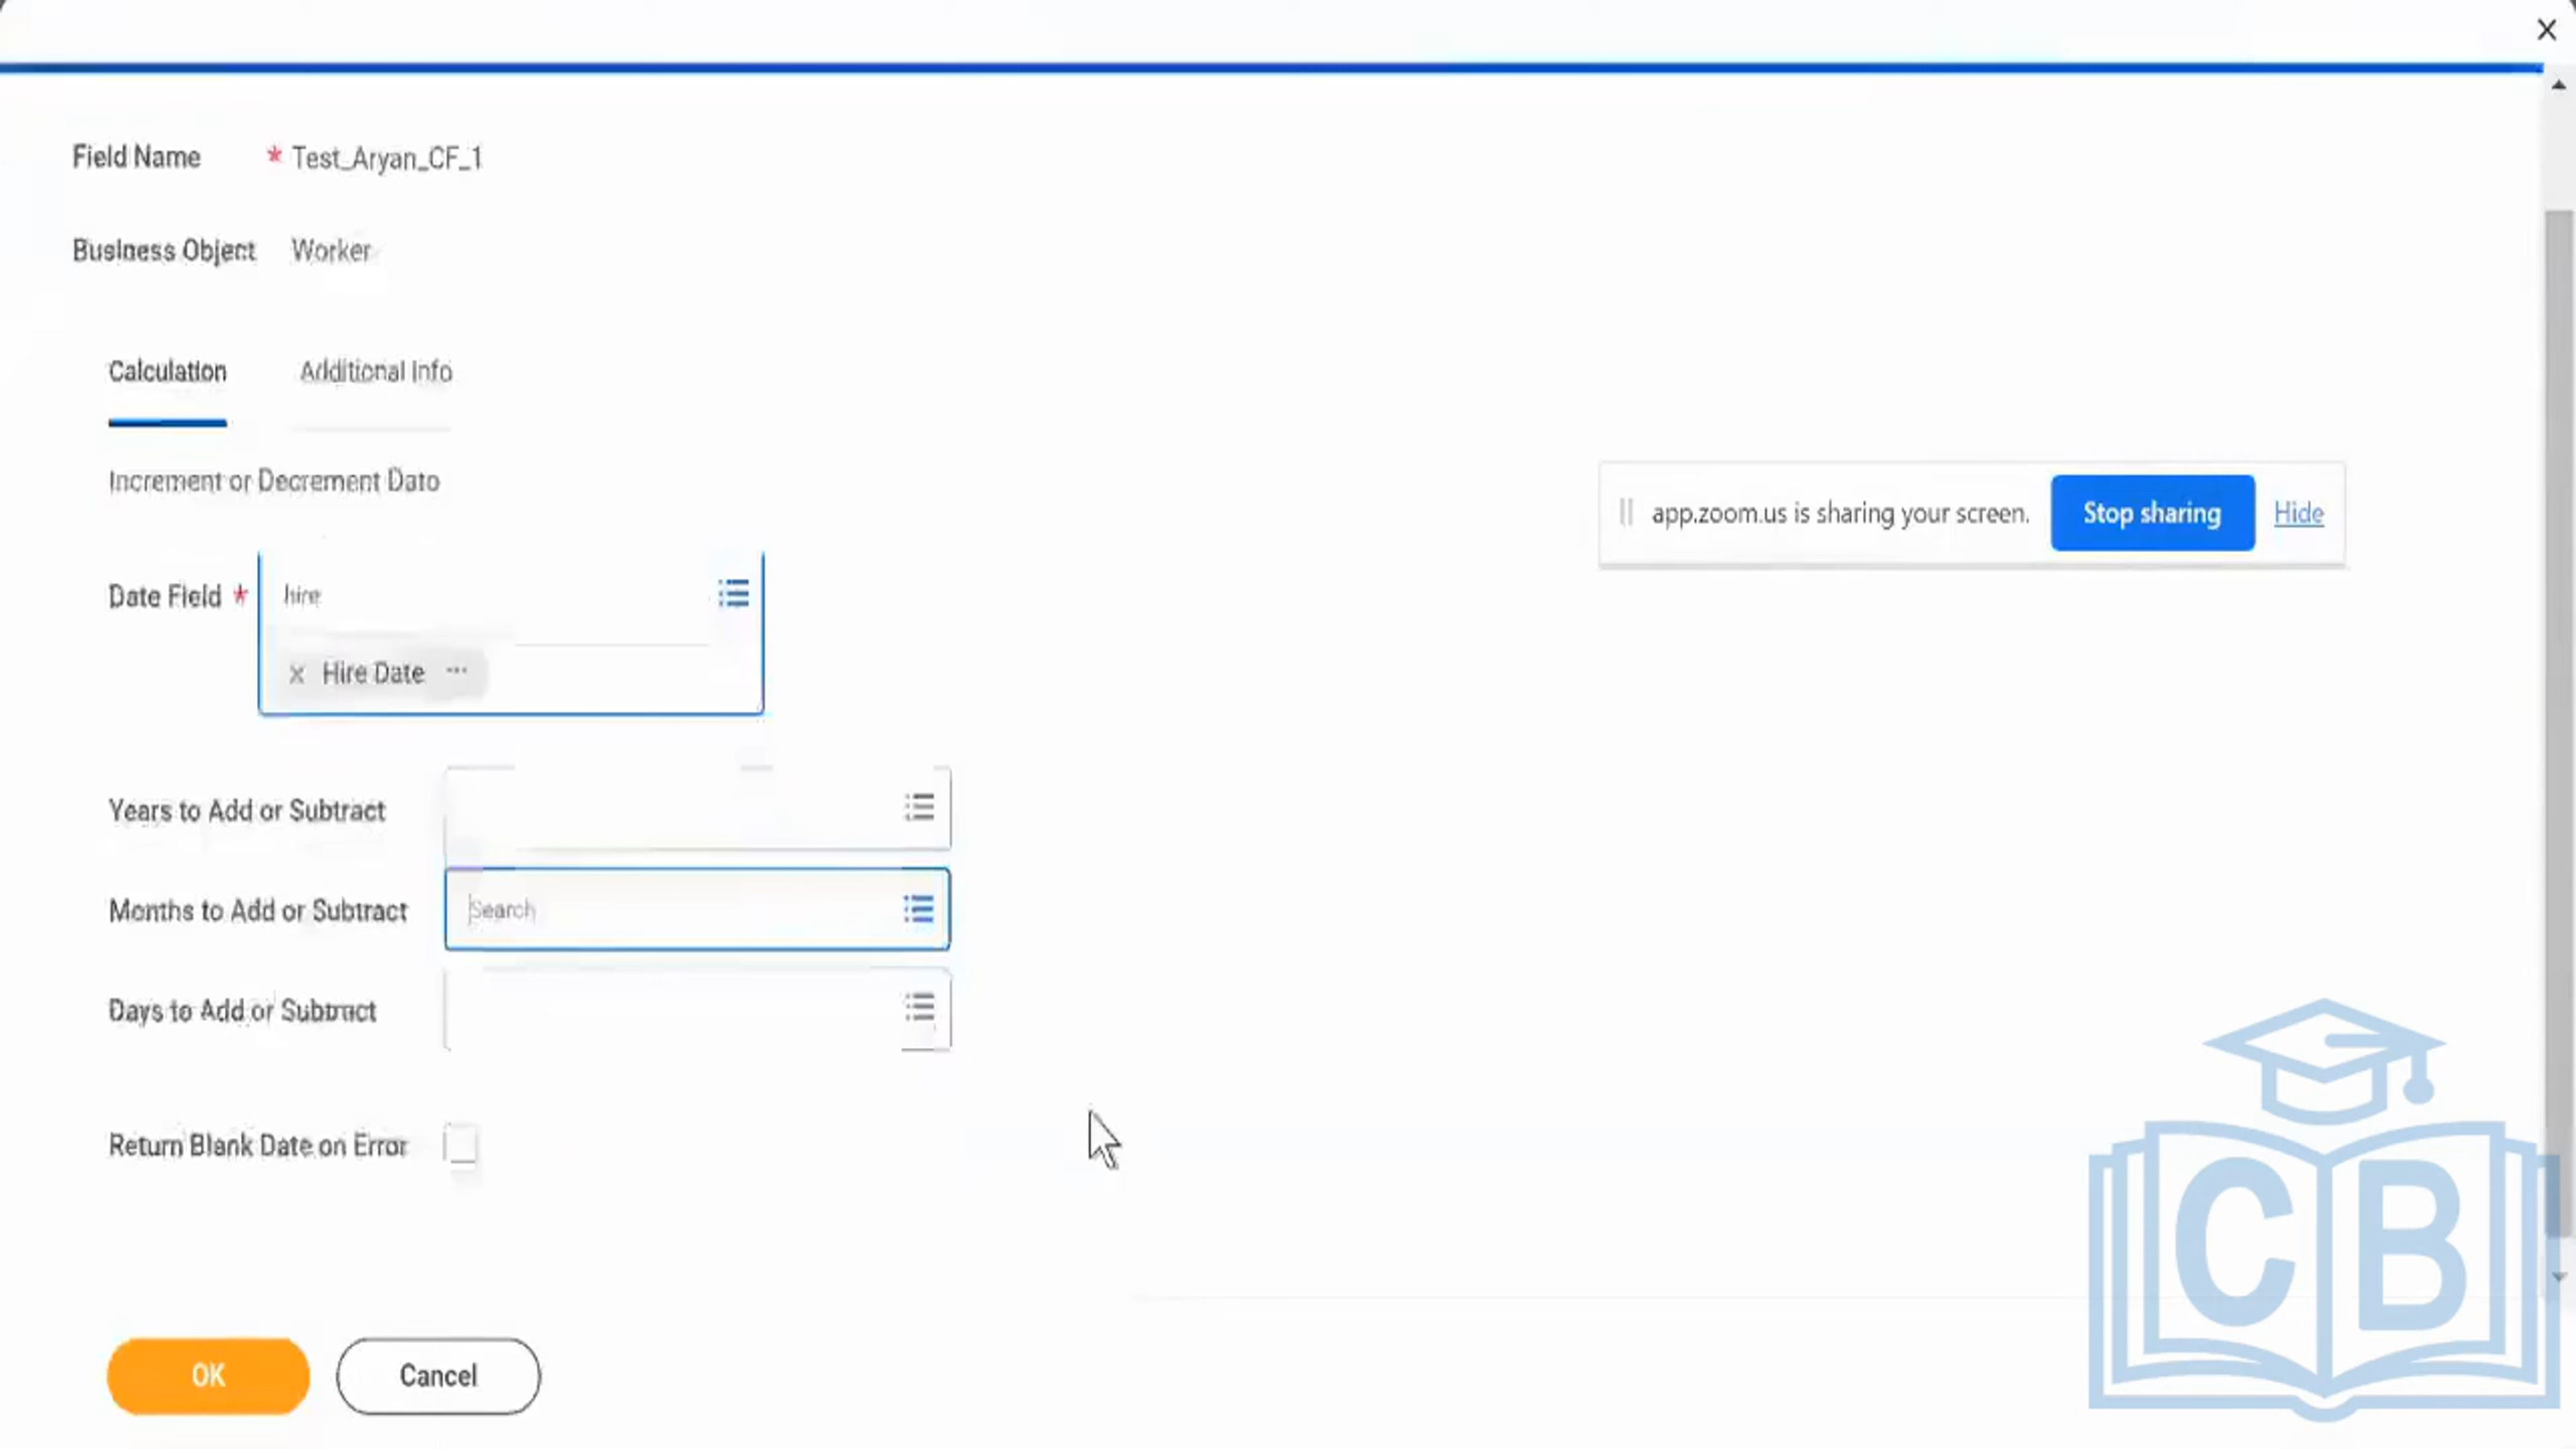 Field Name * Test_Aryan_CF_1
Business Object Worker
Calculation Additional Info
Increment or Decrement Date
app.zoom.us is sharing your screen. Stop sharing Hide
Date Field * hire
× Hire Date ···
Years to Add or Subtract
Months to Add or Subtract Search
Days to Add or Subtract
Return Blank Date on Error
OK Cancel
CB